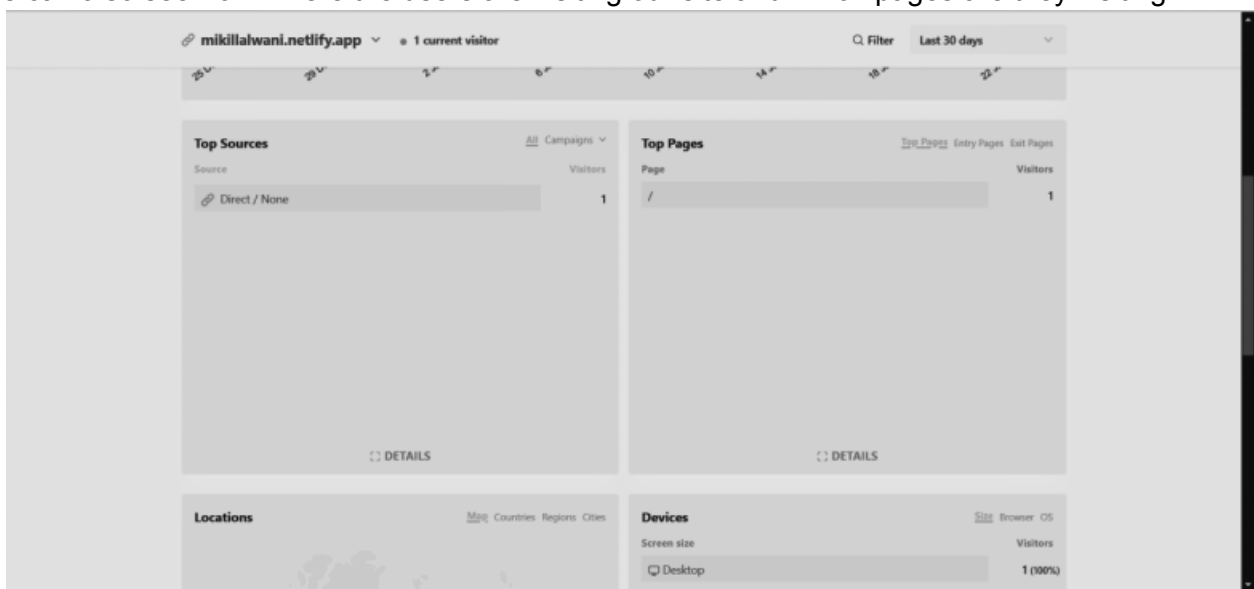 mikillalwani.netlify.app 1 current visitor Filter Last 30 days
Top Sources All Campaigns
Source Visitors
Direct / None 1
Top Pages Top Pages Entry Pages Exit Pages
Page Visitors
/ 1
DETAILS
DETAILS
Locations Map Countries Regions Cities
Devices Size Browser OS
Screen size Visitors
Desktop 1 (100%)